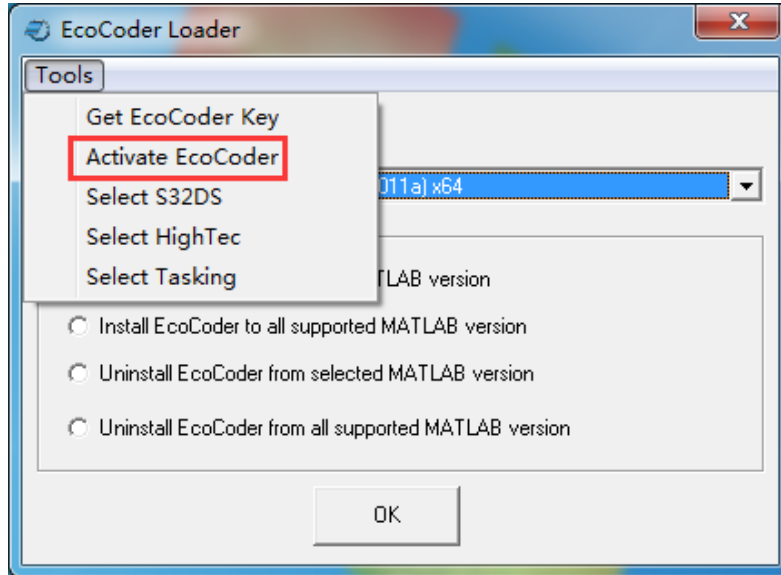 EcoCoder Loader
Tools
Get EcoCoder Key
Activate EcoCoder
Select S32DS
011a) x64
Select HighTec
Select Tasking
TLAB version
Install EcoCoder to all supported MATLAB version
Uninstall EcoCoder from selected MATLAB version
Uninstall EcoCoder from all supported MATLAB version
OK